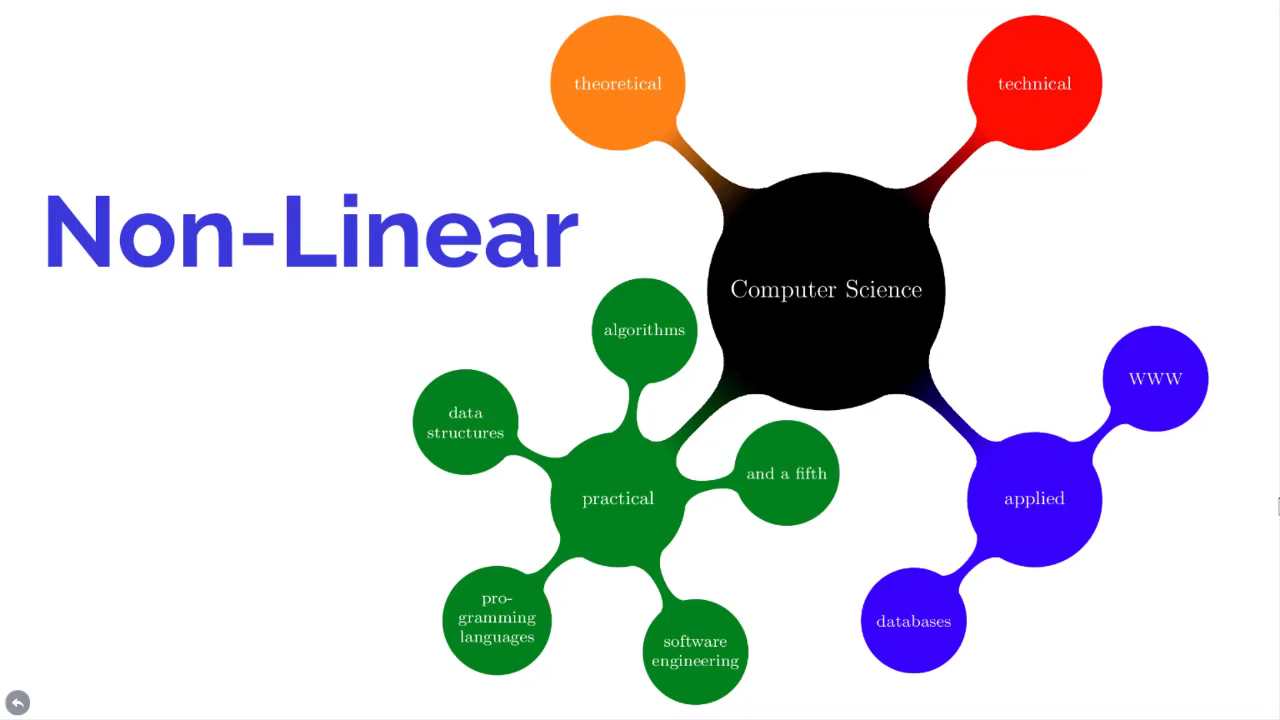 theoretical
technical
Non-Linear
Computer Science
algorithms
WWW
data
structures
and a fifth
practical
applied
pro-
gramming
languages
databases
software
engineering